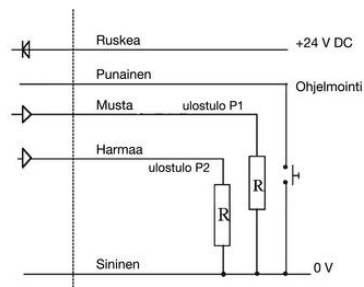 Ruskea +24 V DC
Punainen Ohjelmointi
Musta ulostulo P1
Harmaa
ulostulo P2
R
R
Sininen 0 V